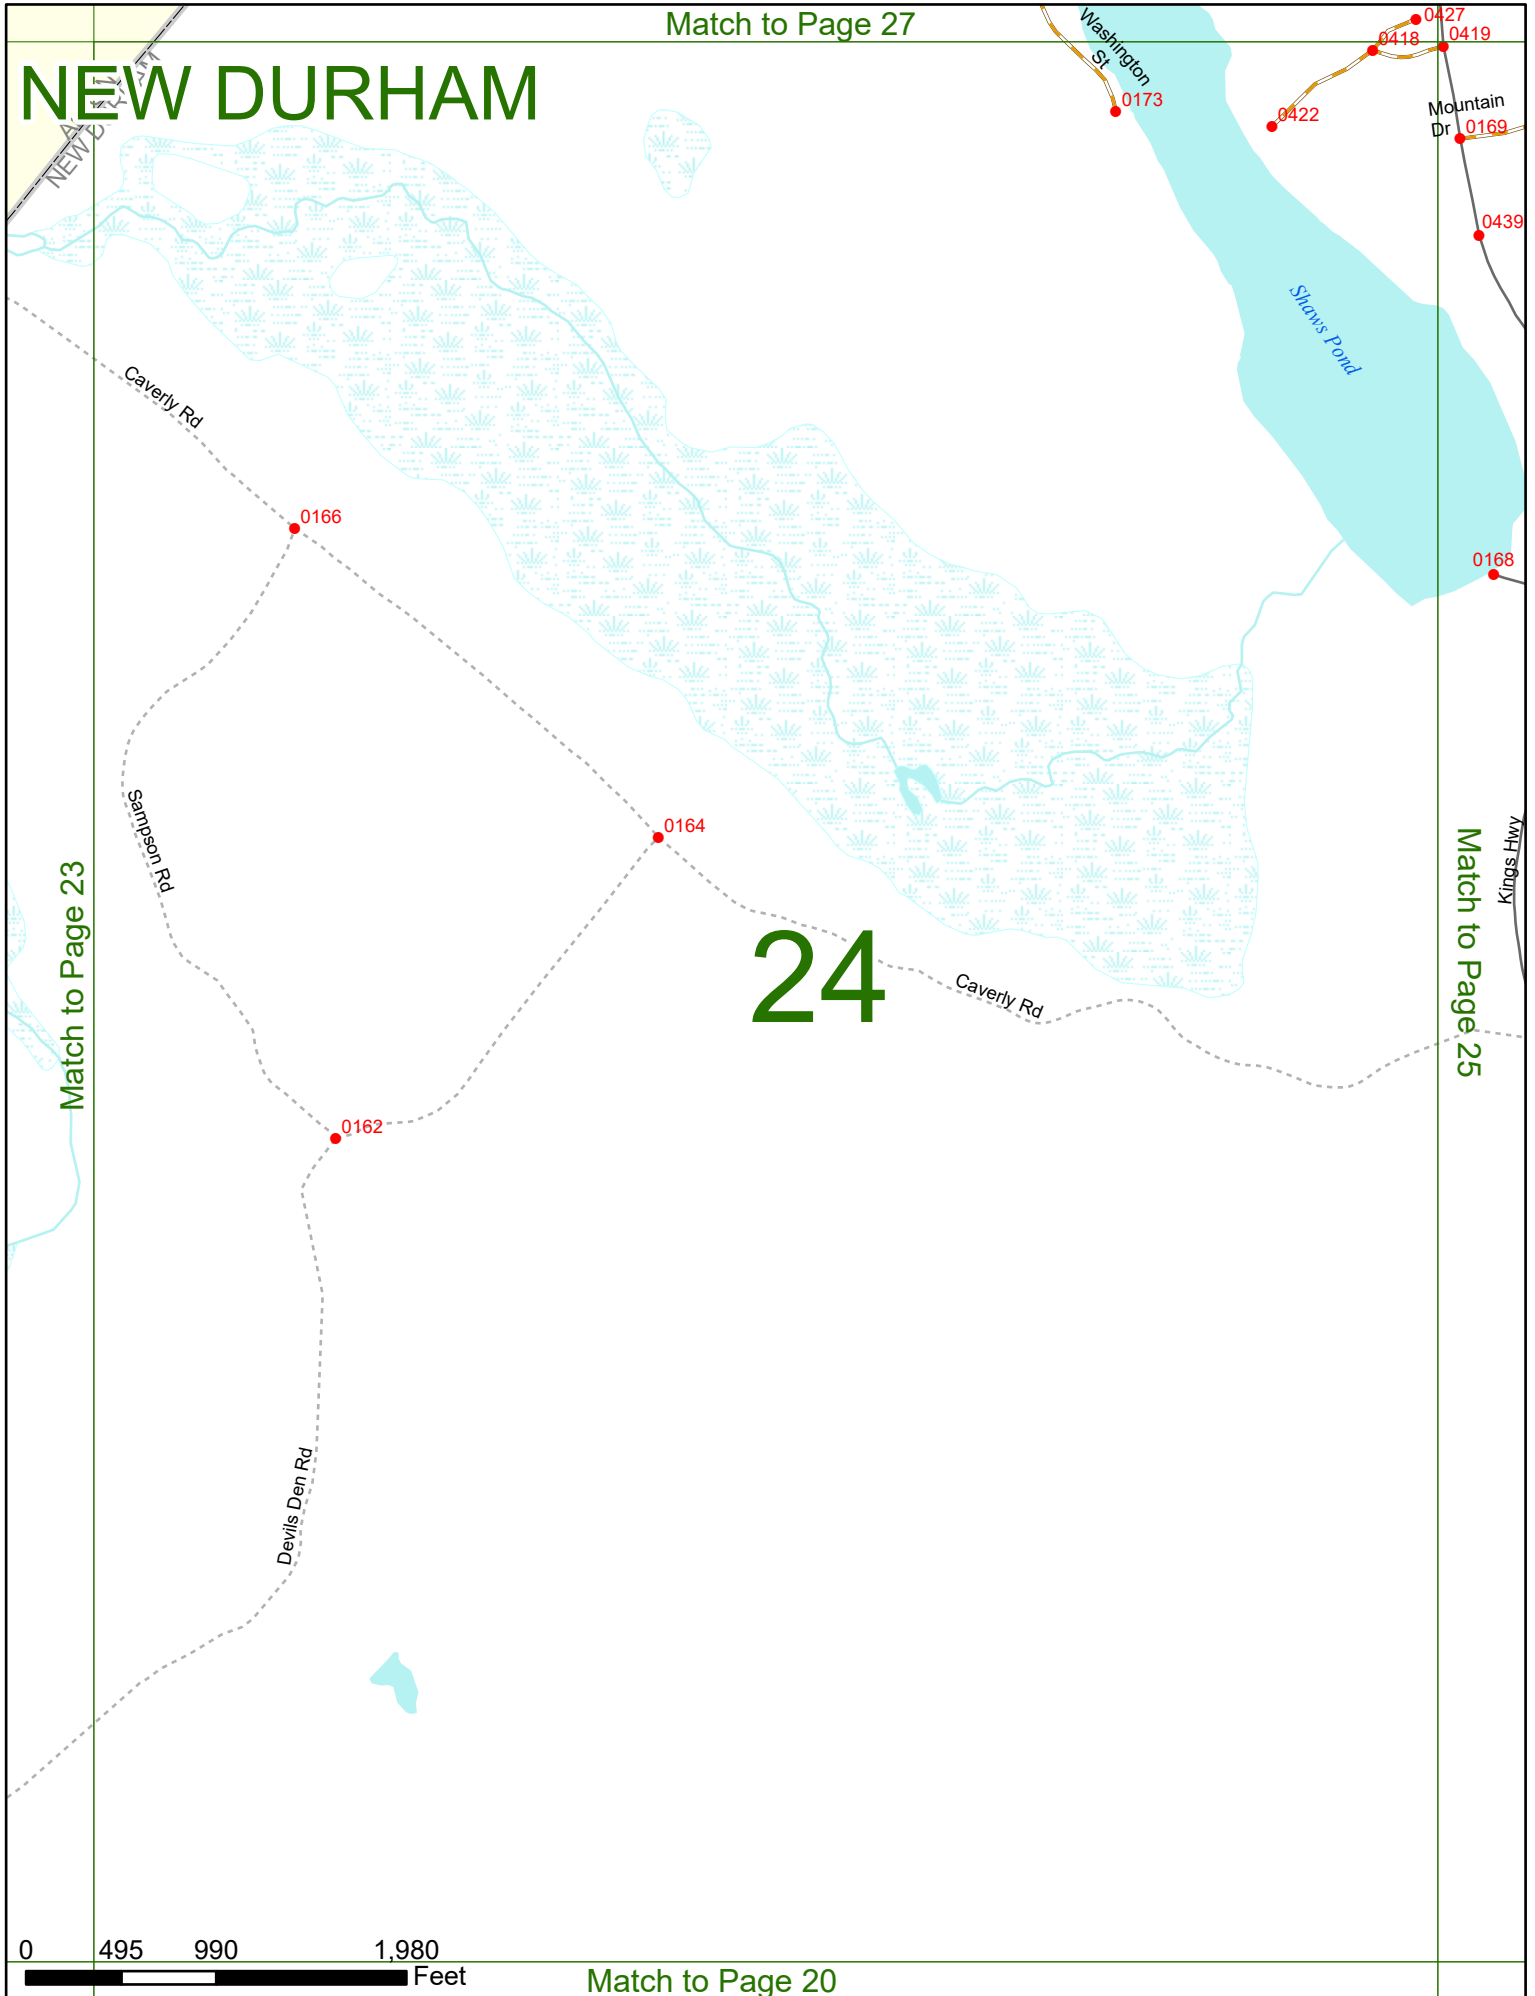 Match to Page 27
NEW DURHAM
NEW DURHAM
Washington
St
0427
0418
0419
0173
0422
Mountain
Dr
0169
0439
Shaws Pond
Caverly Rd
0166
0168
Sampson Rd
0164
Kings Hwy
Match to Page 23
24
Match to Page 25
Caverly Rd
0162
Devils Den Rd
0 495 990 1,980
Feet
Match to Page 20